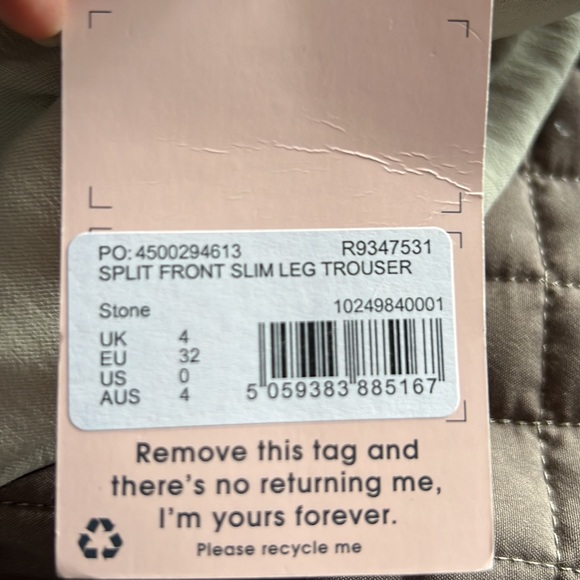 PO: 4500294613 R9347531
SPLIT FRONT SLIM LEG TROUSER
Stone 10249840001
UK 4
EU 32
US 0
AUS 4
5 059383 885167
Remove this tag and
there's no returning me,
I'm yours forever.
Please recycle me